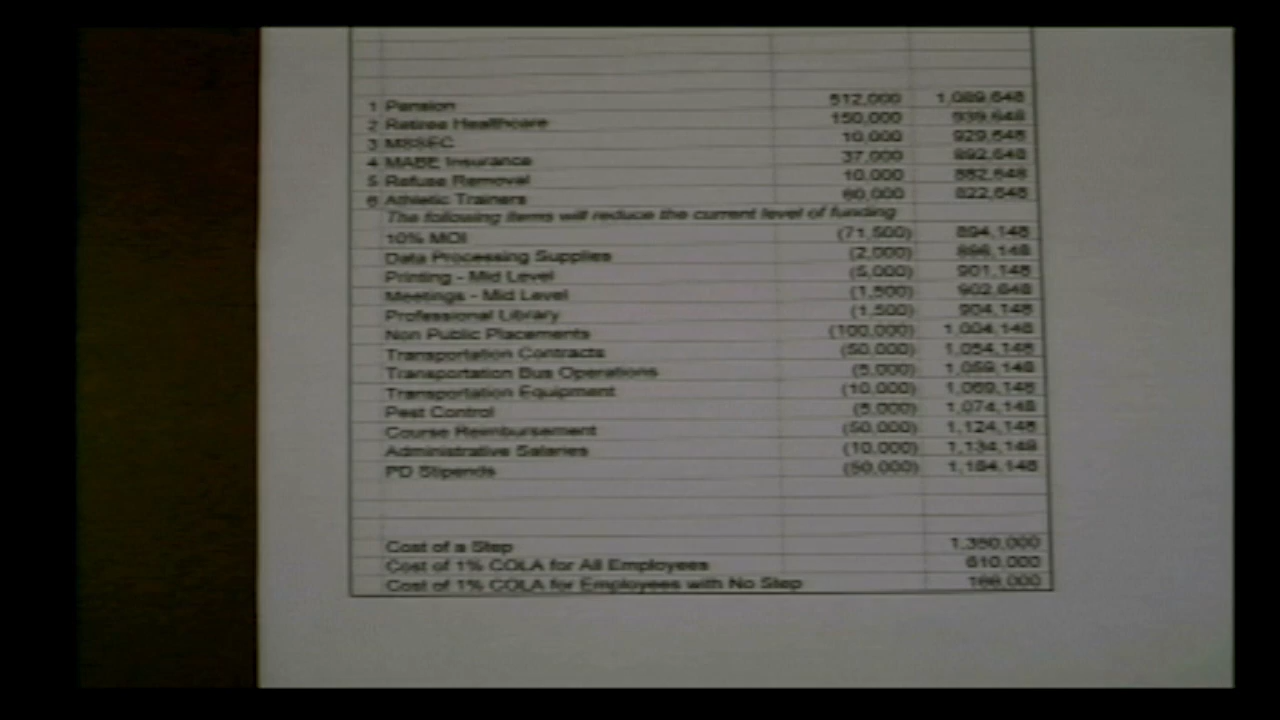 1 Pension 512,000 1,089,648
2 Retiree Healthcare 150,000 939,648
3 MSSEC 10,000 929,648
4 MABE Insurance 37,000 892,648
5 Refuse Removal 10,000 882,648
6 Athletic Trainers 60,000 822,648
The following items will reduce the current level of funding
10% MOI (71,500) 894,148
Data Processing Supplies (2,000) 896,148
Printing - Mid Level (5,000) 901,148
Meetings - Mid Level (1,500) 902,648
Professional Library (1,500) 904,148
Non Public Placements (100,000) 1,004,148
Transportation Contracts (50,000) 1,054,148
Transportation Bus Operations (5,000) 1,059,148
Transportation Equipment (10,000) 1,069,148
Pest Control (5,000) 1,074,148
Course Reimbursement (50,000) 1,124,148
Administrative Salaries (10,000) 1,134,148
PD Stipends (50,000) 1,184,148
Cost of a Step
Cost of 1% COLA for All Employees 610,000
Cost of 1% COLA for Employees with No Step